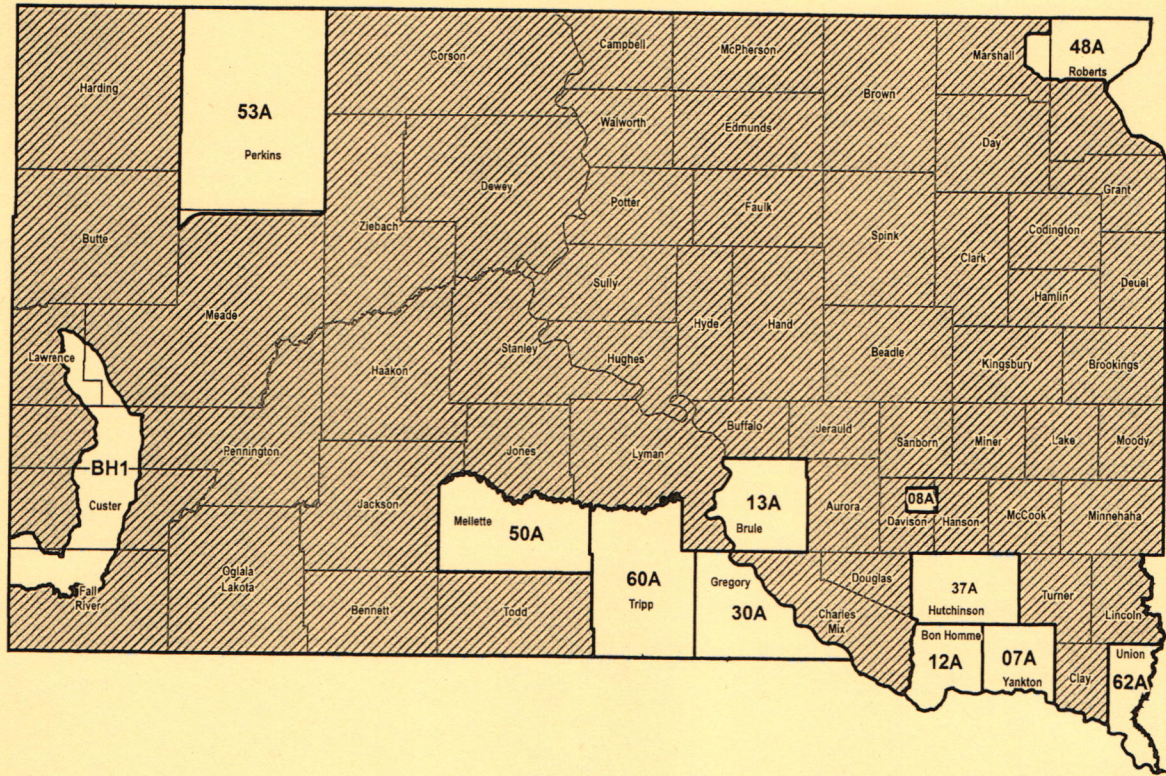 Campbell
McPherson
Corson
Marshall
48A
Roberts
Harding
Brown
53A
Walworth
Edmunds
Perkins
Day
Dewey
Grant
Potter
Faulk
Ziebach
Codington
Butte
Spink
Clark
Sully
Deuel
Hamlin
Meade
Hyde
Hand
Lawrence
Stanley
Hughes
Beadle
Kingsbury
Brookings
Haakon
Buffalo
Jerauld
Sanborn
Miner
Lake
Moody
Pennington
Jones
Lyman
BH1
Custer
Jackson
13A
08A
Mellette
Brule
Aurora
Davison
Hanson
McCook
Minnehaha
50A
Oglala
Lakota
60A
Gregory
Douglas
37A
Fall
River
Tripp
30A
Hutchinson
Turner
Lincoln
Bennett
Todd
Charles
Mix
Bon Homme
Union
12A
07A
Clay
62A
Yankton